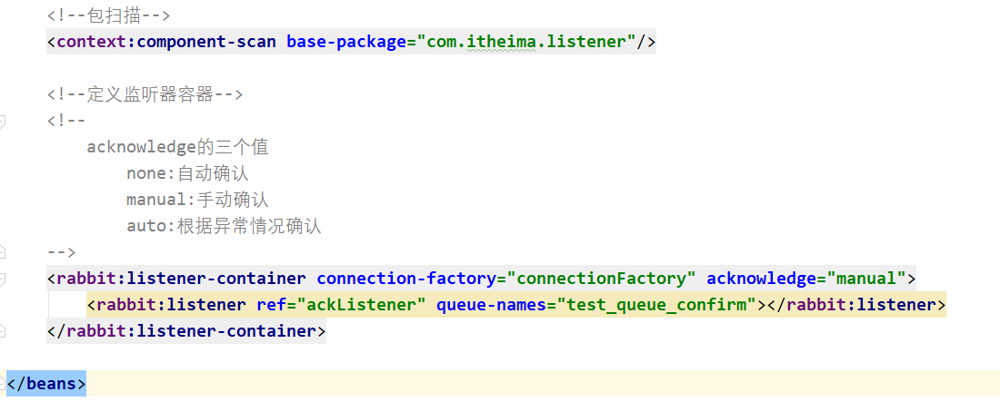 <!--包扫描-->
<context:component-scan base-package="com.itheima.listener"/>
<!--定义监听器容器-->
<!--
acknowledge的三个值
none:自动确认
manual:手动确认
auto:根据异常情况确认
-->
<rabbit:listener-container connection-factory="connectionFactory" acknowledge="manual">
<rabbit:listener ref="ackListener" queue-names="test_queue_confirm"></rabbit:listener>
</rabbit:listener-container>
</beans>